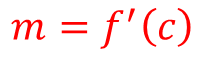 m = f′(c)